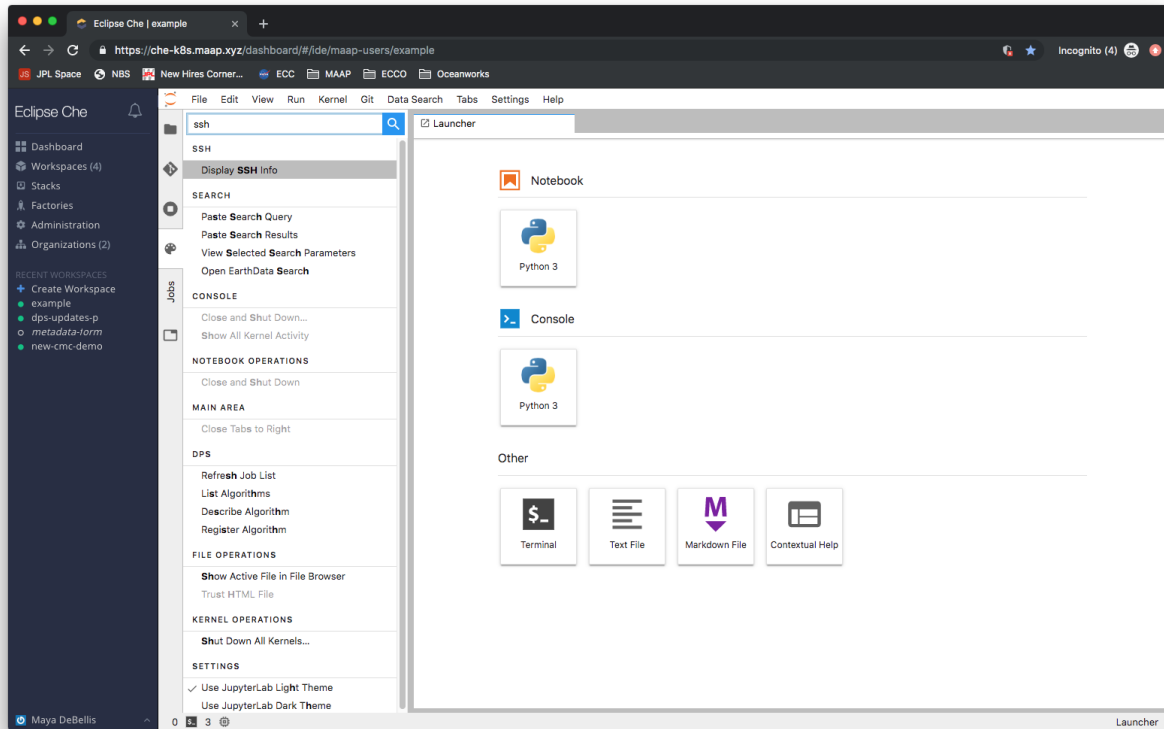 Eclipse Che | example
https://che-k8s.maap.xyz/dashboard/#/ide/maap-users/example
Incognito (4)
JS JPL Space NBS New Hires Corner... ECC MAAP ECCO Oceanworks
Eclipse Che
Dashboard
Workspaces (4)
Stacks
Factories
Administration
Organizations (2)
RECENT WORKSPACES
Create Workspace
example
dps-updates-p
metadata-form
new-cmc-demo
Maya DeBellis
File Edit View Run Kernel Git Data Search Tabs Settings Help
Jobs
ssh
SSH
Display SSH Info
SEARCH
Paste Search Query
Paste Search Results
View Selected Search Parameters
Open EarthData Search
CONSOLE
Close and Shut Down...
Show All Kernel Activity
NOTEBOOK OPERATIONS
Close and Shut Down
MAIN AREA
Close Tabs to Right
DPS
Refresh Job List
List Algorithms
Describe Algorithm
Register Algorithm
FILE OPERATIONS
Show Active File in File Browser
Trust HTML File
KERNEL OPERATIONS
Shut Down All Kernels...
SETTINGS
Use JupyterLab Light Theme
Use JupyterLab Dark Theme
Launcher
Notebook
Python 3
Console
Python 3
Other
$_ M
Terminal Text File Markdown File Contextual Help
0 $_ 3
Launcher